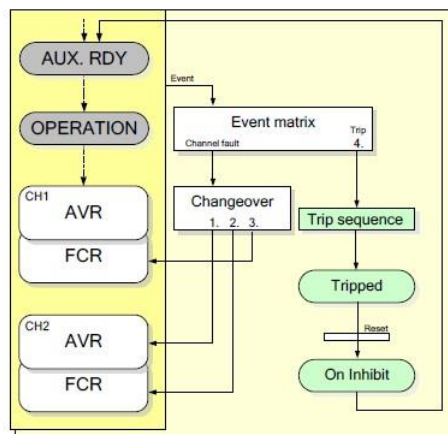 AUX. RDY
Event
OPERATION
Event matrix
Trip
Channel fault
4.
CH1
AVR
Changeover
1. 2. 3.
Trip sequence
FCR
Tripped
CH2
AVR
Reset
FCR
On Inhibit